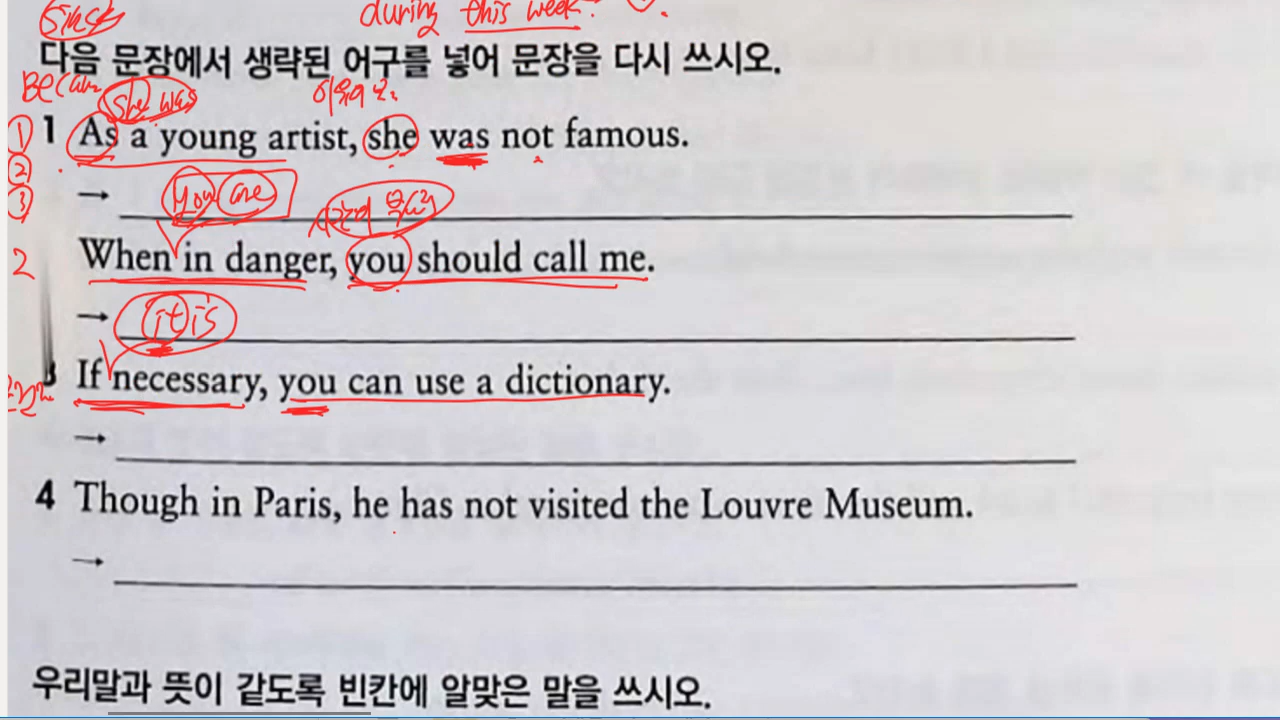 during this week.
다음 문장에서 생략된 어구를 넣어 문장을 다시 쓰시오.
she was
① 1 As a young artist, she was not famous.
②
③ → you are
2 When in danger, you should call me.
→ it is
If necessary, you can use a dictionary.
→
4 Though in Paris, he has not visited the Louvre Museum.
→
우리말과 뜻이 같도록 빈칸에 알맞은 말을 쓰시오.